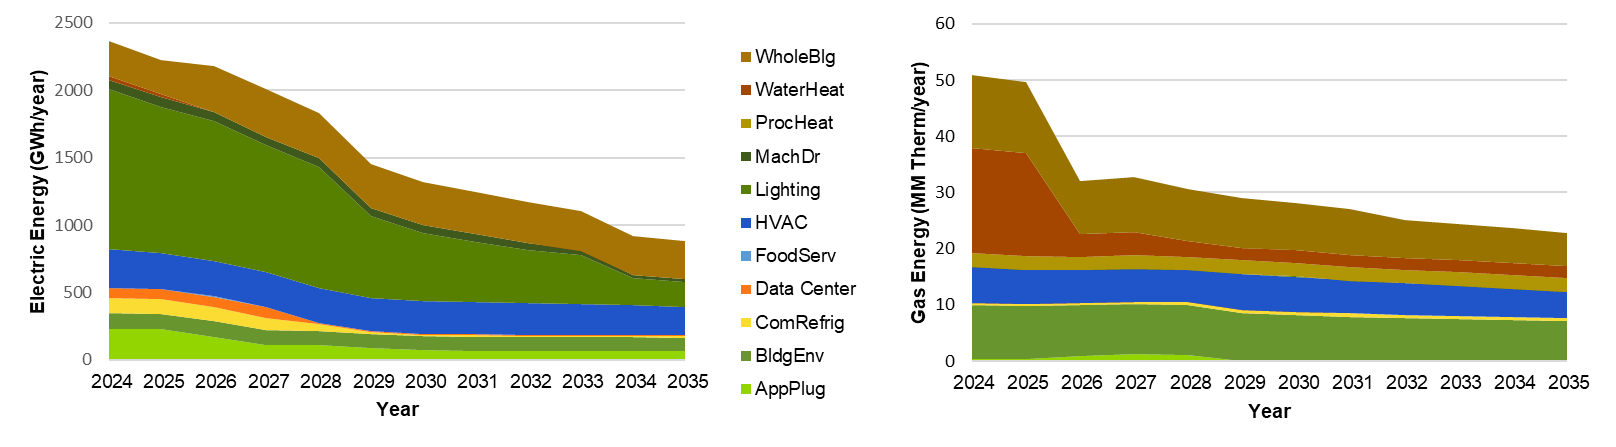 Electric Energy (GWh/year)
2500
2000
1500
1000
500
0
2024 2025 2026 2027 2028 2029 2030 2031 2032 2033 2034 2035
Year
WholeBlg
WaterHeat
ProcHeat
MachDr
Lighting
HVAC
FoodServ
Data Center
ComRefrig
BldgEnv
AppPlug
Gas Energy (MM Therm/year)
60
50
40
30
20
10
0
2024 2025 2026 2027 2028 2029 2030 2031 2032 2033 2034 2035
Year